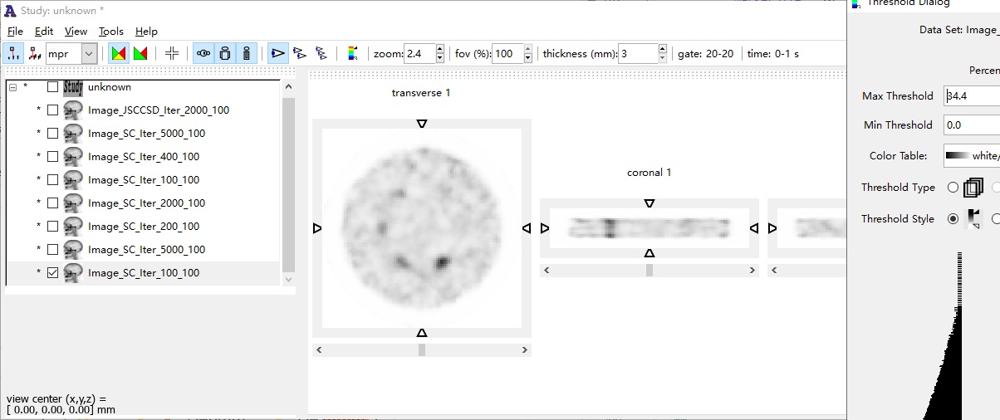 Study: unknown *
Threshold Dialog
File Edit View Tools Help
Data Set: Image_
mpr zoom: 2.4 fov (%): 100 thickness (mm): 3 gate: 20-20 time: 0-1 s
Percen
* Study unknown
transverse 1
Max Threshold 34.4
* Image_JSCCSD_Iter_2000_100
Min Threshold 0.0
* Image_SC_Iter_5000_100
Color Table: white/
* Image_SC_Iter_400_100
coronal 1
* Image_SC_Iter_100_100
Threshold Type
* Image_SC_Iter_2000_100
Threshold Style
* Image_SC_Iter_200_100
* Image_SC_Iter_5000_100
* Image_SC_Iter_100_100
view center (x,y,z) =
[ 0.00, 0.00, 0.00] mm